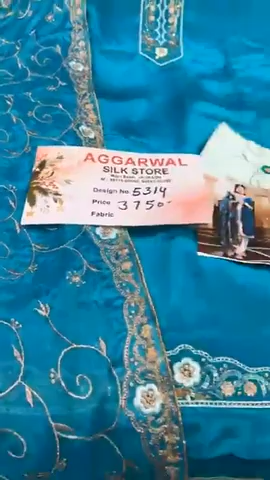 AGGARWAL
SILK STORE
Design No. 5314
Price 3750-
Fabric